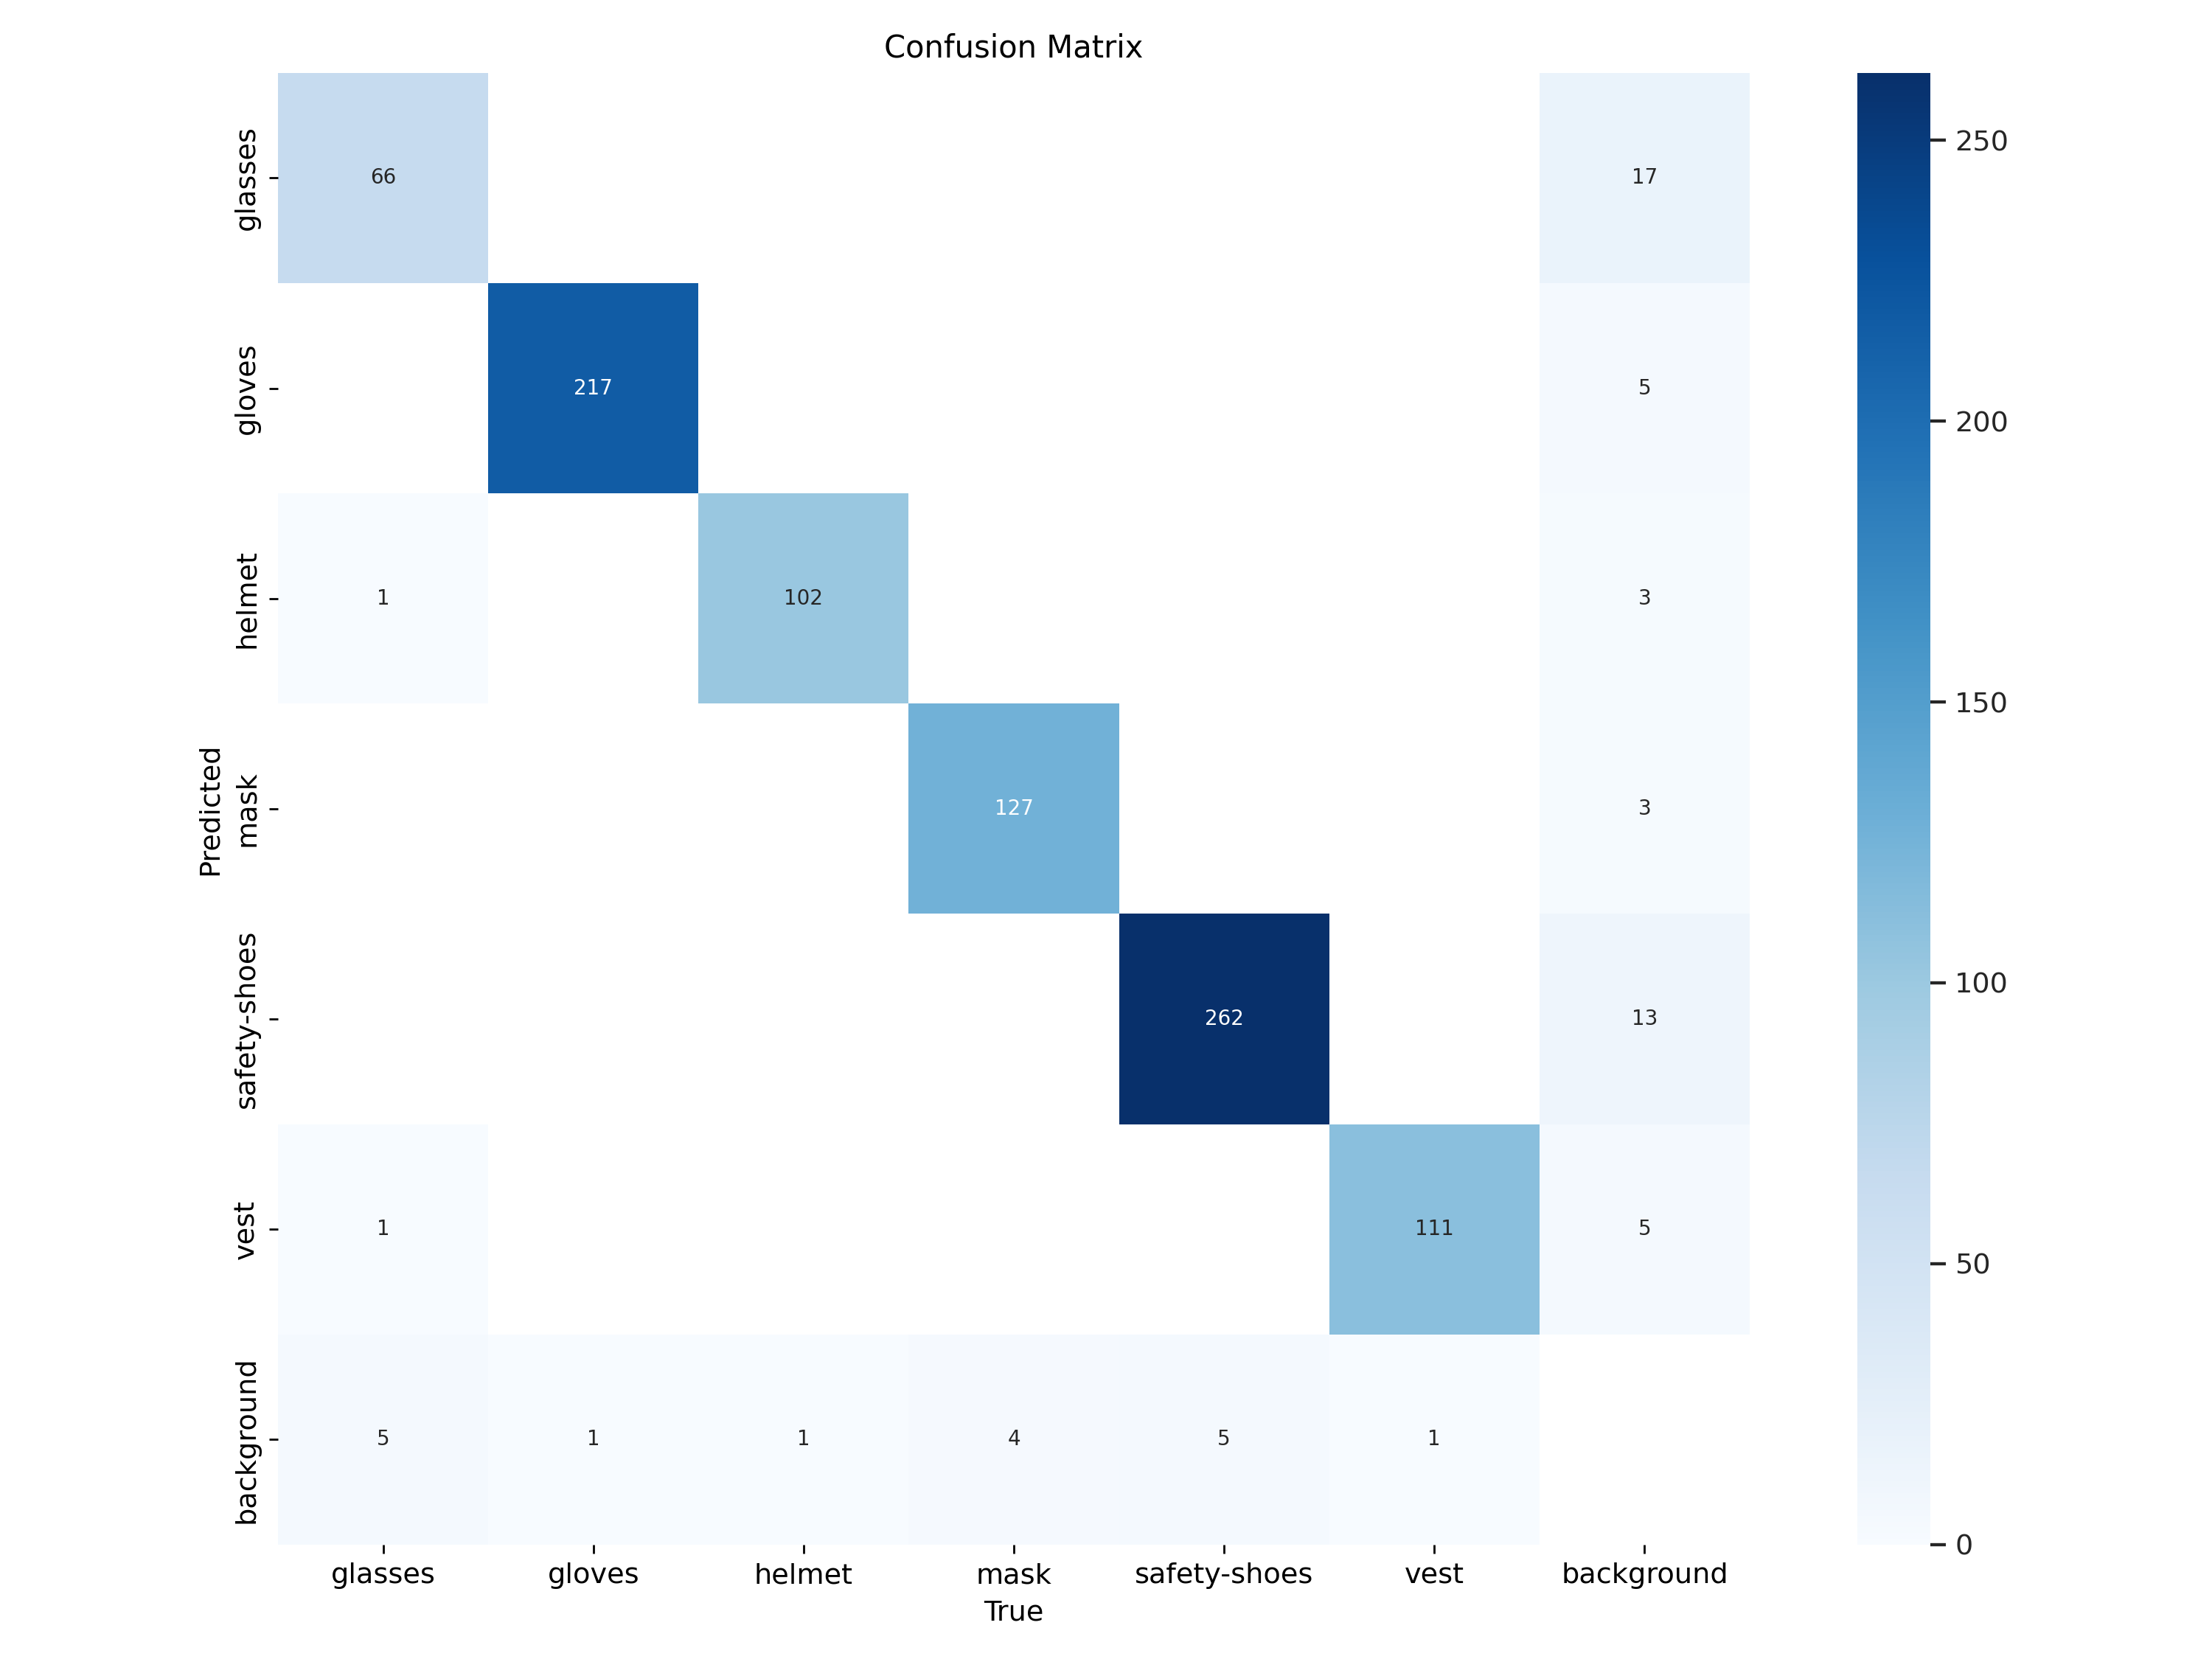 Confusion Matrix
glasses
66
17
gloves
217
5
helmet
1
102
3
mask
127
3
safety-shoes
262
13
vest
1
111
5
background
5
1
1
4
5
1
Predicted
glasses
gloves
helmet
mask
safety-shoes
vest
background
True
250
200
150
100
50
0